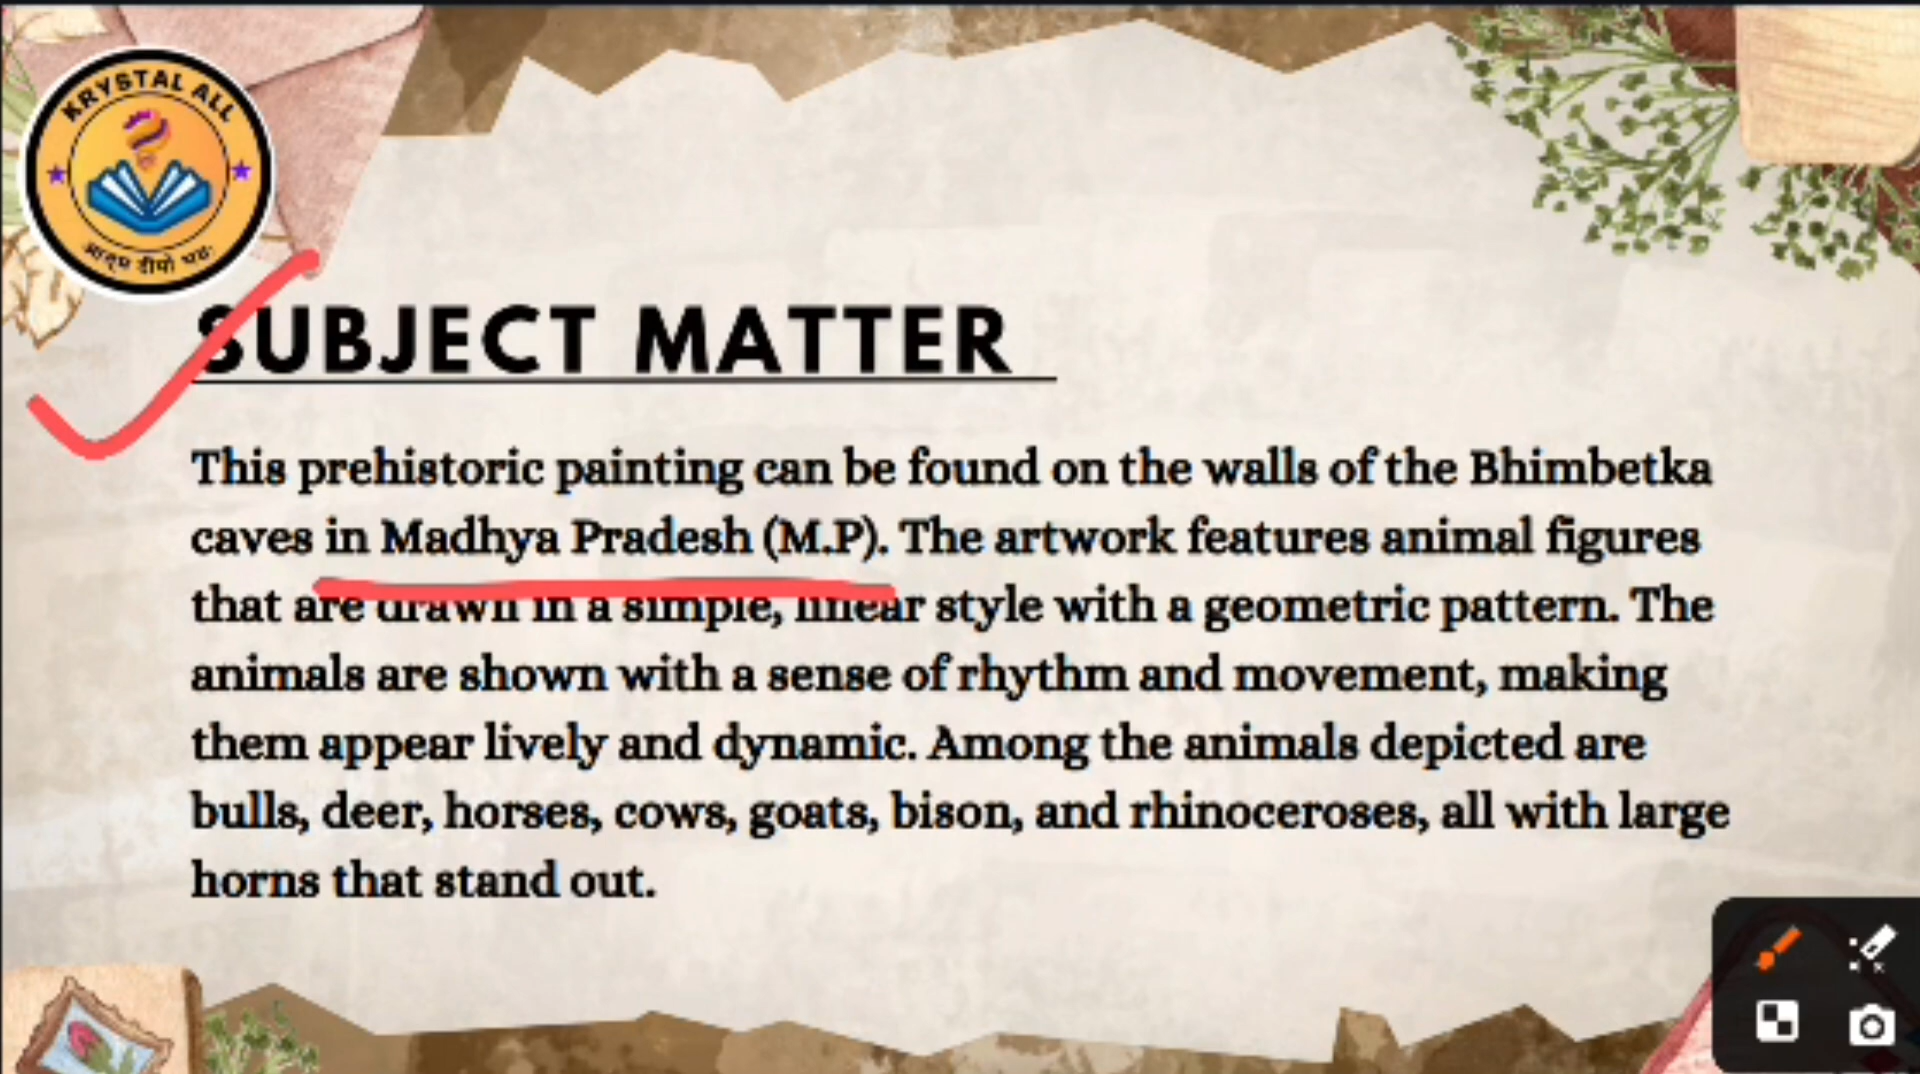 KRYSTAL ALL
आत्म दीपो भवः
SUBJECT MATTER
This prehistoric painting can be found on the walls of the Bhimbetka
caves in Madhya Pradesh (M.P). The artwork features animal figures
that are drawn in a simple, linear style with a geometric pattern. The
animals are shown with a sense of rhythm and movement, making
them appear lively and dynamic. Among the animals depicted are
bulls, deer, horses, cows, goats, bison, and rhinoceroses, all with large
horns that stand out.